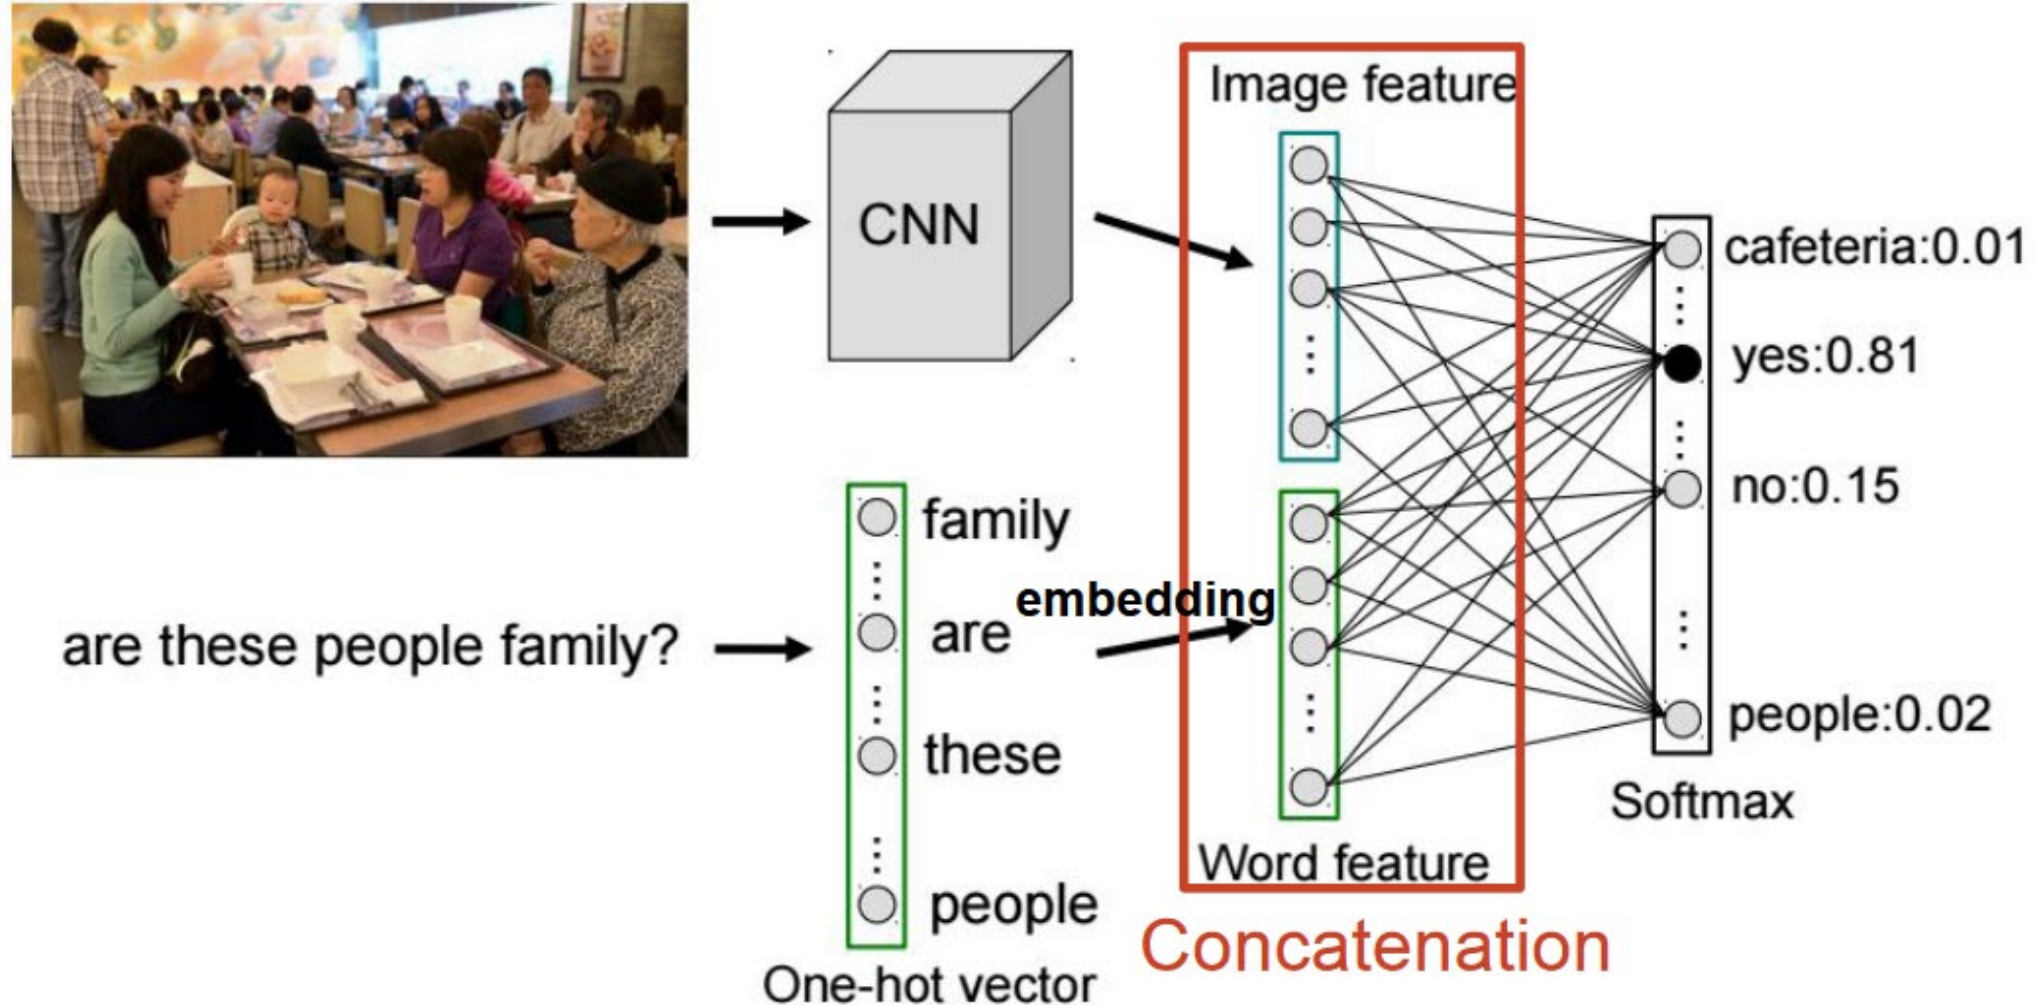 CNN
Image feature
cafeteria:0.01
yes:0.81
no:0.15
people:0.02
Softmax
are these people family?
family
are
these
people
One-hot vector
embedding
Word feature
Concatenation